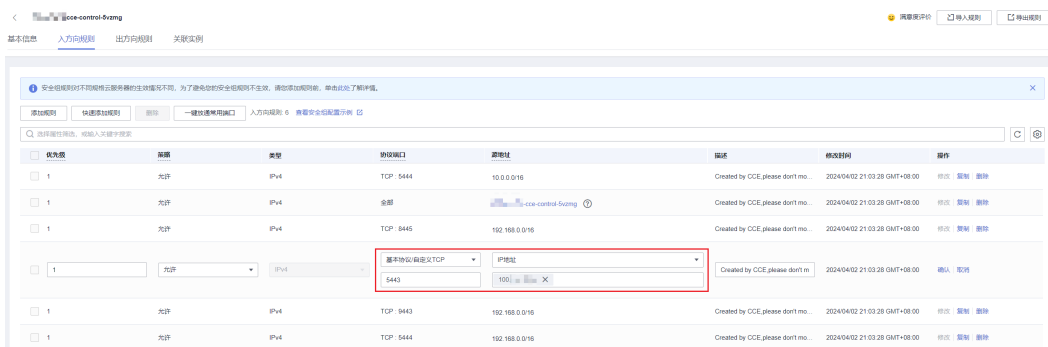 cce-control-5vzmg 满意度评价 导入规则 导出规则
基本信息 入方向规则 出方向规则 关联实例
安全组规则对不同规格云服务器的生效情况不同，为了避免您的安全组规则不生效，请您添加规则前，单击此处了解详情。
添加规则 快速添加规则 删除 一键放通常用端口 入方向规则: 6 查看安全组配置示例
选择属性筛选，或输入关键字搜索
优先级 策略 类型 协议端口 源地址 描述 修改时间 操作
1 允许 IPv4 TCP : 5444 10.0.0.0/16 Created by CCE,please don't mo... 2024/04/02 21:03:28 GMT+08:00 修改 复制 删除
1 允许 IPv4 全部 -cce-control-5vzmg Created by CCE,please don't mo... 2024/04/02 21:03:28 GMT+08:00 修改 复制 删除
1 允许 IPv4 TCP : 8445 192.168.0.0/16 Created by CCE,please don't mo... 2024/04/02 21:03:28 GMT+08:00 修改 复制 删除
1 允许 IPv4 基本协议/自定义TCP IP地址 Created by CCE,please don't m 2024/04/02 21:03:28 GMT+08:00 确认 取消
5443 100.
1 允许 IPv4 TCP : 9443 192.168.0.0/16 Created by CCE,please don't mo... 2024/04/02 21:03:28 GMT+08:00 修改 复制 删除
1 允许 IPv4 TCP : 5444 192.168.0.0/16 Created by CCE,please don't mo... 2024/04/02 21:03:28 GMT+08:00 修改 复制 删除